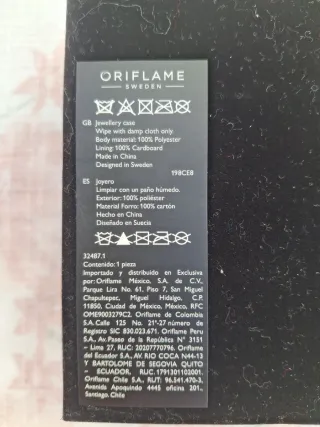 ORIFLAME
SWEDEN
GB Jewellery case
Wipe with damp cloth only.
Body material: 100% Polyester
Lining: 100% Cardboard
Made in China
Designed in Sweden
198CE8
ES Joyero
Limpiar con un paño húmedo.
Exterior: 100% poliéster
Material Forro: 100% cartón
Hecho en China
Diseñado en Suecia
32487.1
Contenido: 1 pieza
Importado y distribuido en Exclusiva
por: Oriflame México, S.A. de C.V.,
Parque Lira No. 61, Piso 7, San Miguel
Chapultepec, Miguel Hidalgo, C.P.
11850, Ciudad de México, México, RFC
OME9003279C2. Oriflame de Colombia
S.A. Calle 125 No. 21ª-27 número de
Registro SIC 830.023.671. Oriflame Peru
S.A., Av. Paseo de la República N° 3151
– Lima 27, RUC: 20207770796. Oriflame
del Ecuador S.A., AV. RIO COCA N44-13
Y BARTOLOME DE SEGOVIA QUITO
– ECUADOR, RUC. 1791303102001.
Oriflame Chile S.A., RUT: 96.541.470-3,
Avenida Apoquindo 4445 oficina 201.,
Santiago. Chile